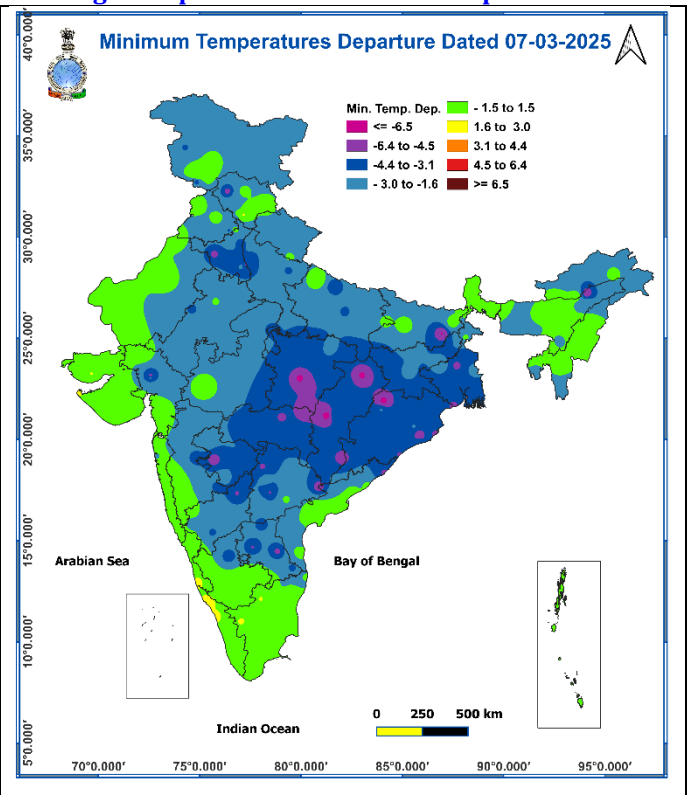 Minimum Temperatures Departure Dated 07-03-2025
Min. Temp. Dep.
<= -6.5
-6.4 to -4.5
-4.4 to -3.1
- 3.0 to -1.6
- 1.5 to 1.5
1.6 to 3.0
3.1 to 4.4
4.5 to 6.4
>= 6.5
40°0.000'
35°0.000'
30°0.000'
25°0.000'
20°0.000'
15°0.000'
10°0.000'
5°0.000'
Arabian Sea
Bay of Bengal
Indian Ocean
0 250 500 km
70°0.000' 75°0.000' 80°0.000' 85°0.000' 90°0.000' 95°0.000'